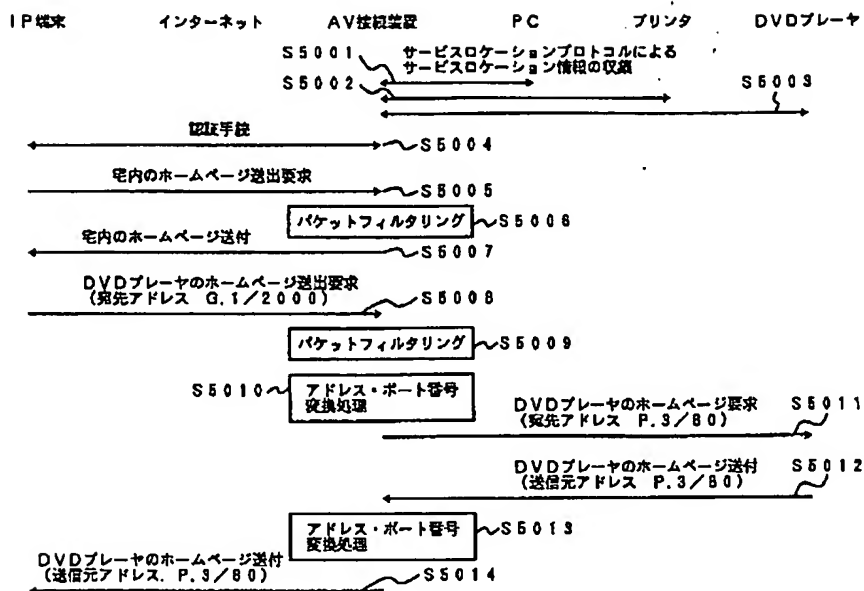 IP端末 インターネット AV接続装置 PC プリンタ DVDプレーヤ
S5001 サービスロケーションプロトコルによる
サービスロケーション情報の収集
S5002
S5003
認証手続
S5004
宅内のホームページ送出要求
S5005
パケットフィルタリング S5006
宅内のホームページ送付
S5007
DVDプレーヤのホームページ送出要求
(宛先アドレス G.1/2000) S5008
パケットフィルタリング S5009
S5010 アドレス・ポート番号
変換処理
DVDプレーヤのホームページ要求 S5011
(宛先アドレス P.3/80)
DVDプレーヤのホームページ送付 S5012
(送信元アドレス P.3/80)
アドレス・ポート番号 S5013
変換処理
DVDプレーヤのホームページ送付
(送信元アドレス. P.3/80) S5014